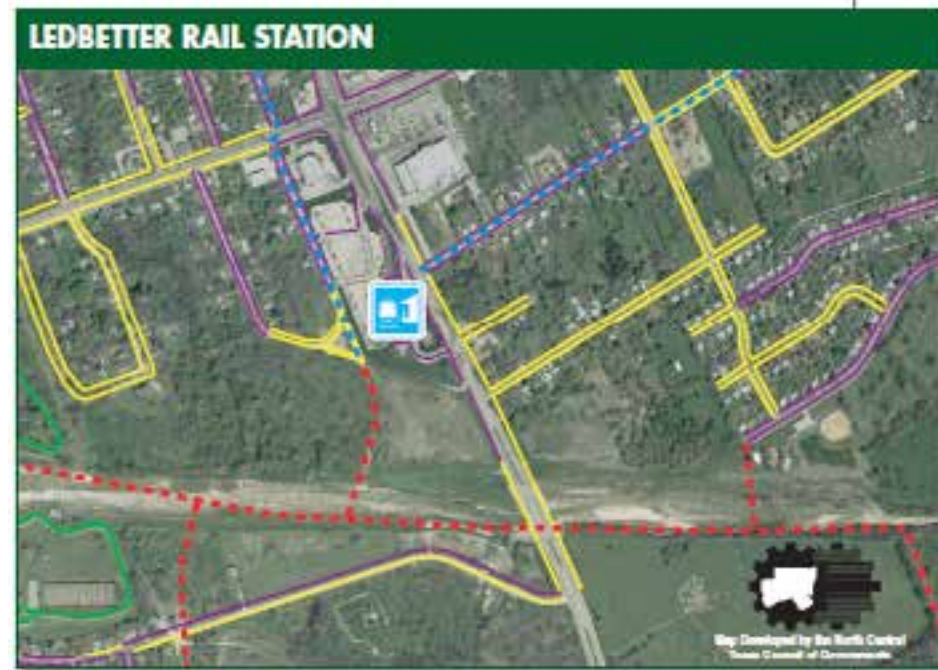 LEDBETTER RAIL STATION
Map Developed by the North Central
Texas Council of Governments